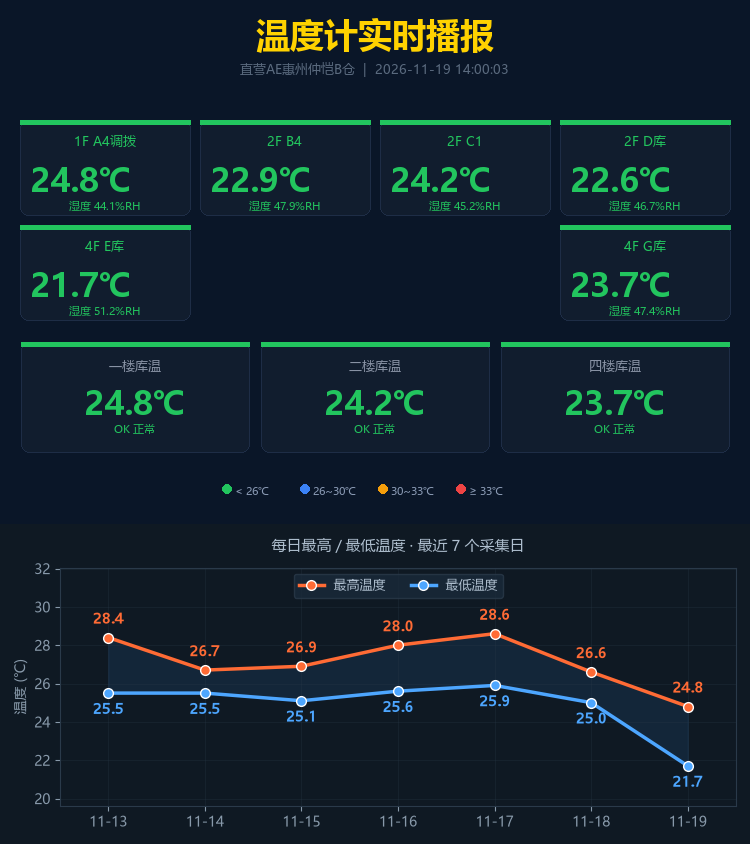 温度计实时播报
直营AE惠州仲恺B仓 | 2026-11-19 14:00:03
1F A4调拨
24.8℃
湿度 44.1%RH
2F B4
22.9℃
湿度 47.9%RH
2F C1
24.2℃
湿度 45.2%RH
2F D库
22.6℃
湿度 46.7%RH
4F E库
21.7℃
湿度 51.2%RH
4F G库
23.7℃
湿度 47.4%RH
一楼库温
24.8℃
OK 正常
二楼库温
24.2℃
OK 正常
四楼库温
23.7℃
OK 正常
< 26℃
26~30℃
30~33℃
≥ 33℃
每日最高 / 最低温度 · 最近 7 个采集日
最高温度
最低温度
温度 (℃)
32
30
28
26
24
22
20
28.4
26.7
26.9
28.0
28.6
26.6
24.8
25.5
25.5
25.1
25.6
25.9
25.0
21.7
11-13
11-14
11-15
11-16
11-17
11-18
11-19